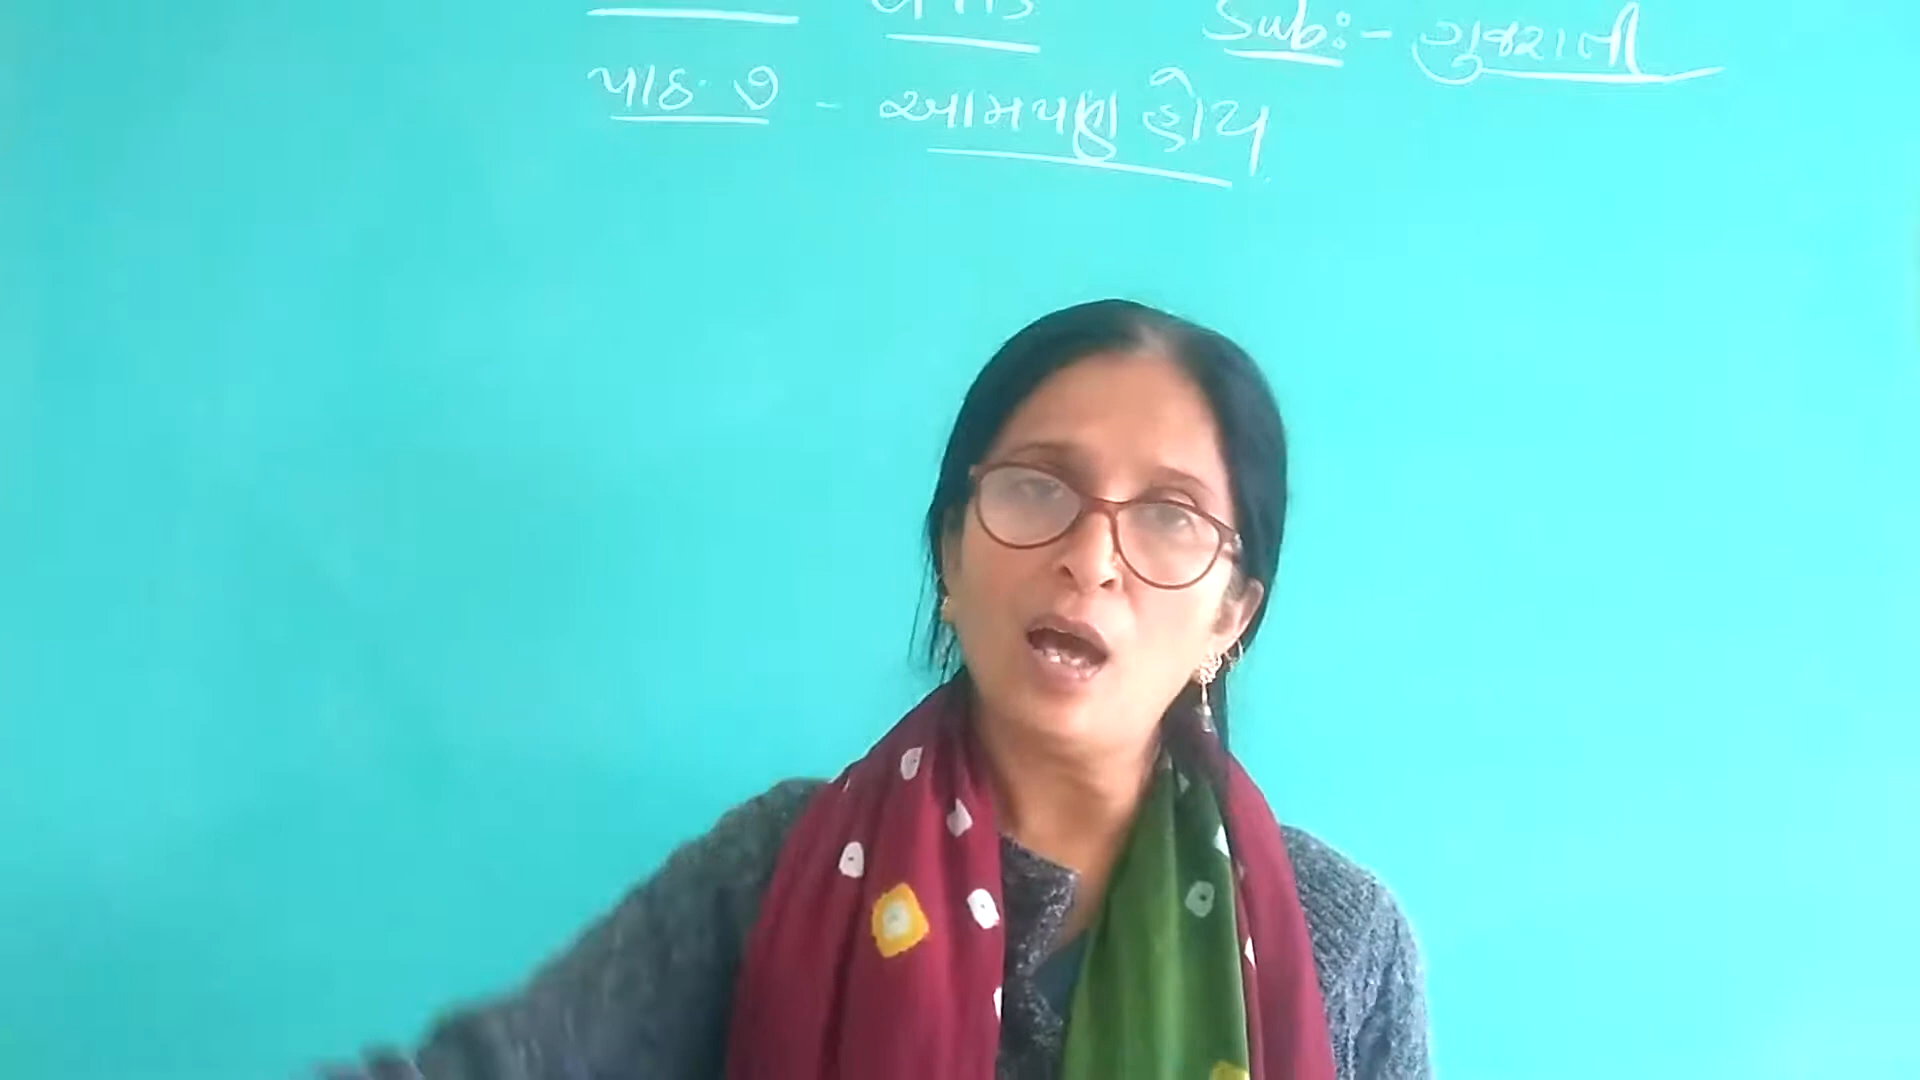 Sub:- ગુજરાતી
પાઠ ૭ - આમપણ હોય